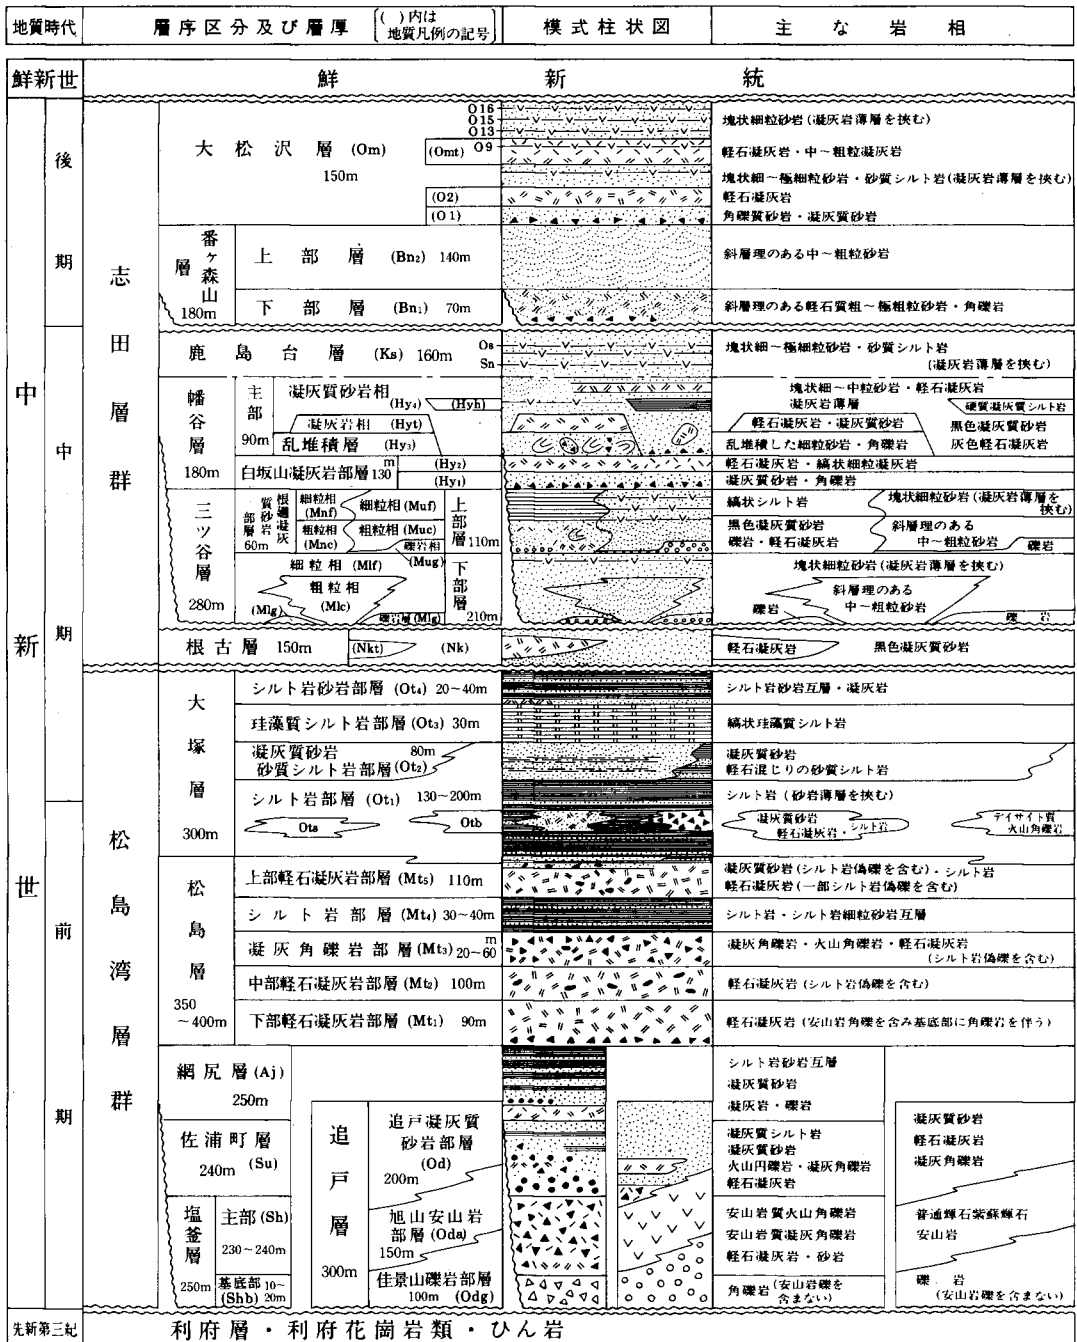 地質時代 層序区分及び層厚 ( )内は 地質凡例の記号 模式柱状図 主な岩相
鮮新世 鮮新統
中新世
後期
中期
前期
志田層群
松島湾層群
大松沢層 (Om) 150m
O16
O15
O13
(Omt) O9
(O2)
(O1)
塊状細粒砂岩(凝灰岩薄層を挟む)
軽石凝灰岩・中~粗粒凝灰岩
塊状細~極細粒砂岩・砂質シルト岩(凝灰岩薄層を挟む)
軽石凝灰岩
角礫質砂岩・凝灰質砂岩
番ヶ森山層 180m
上部層 (Bn₂) 140m
斜層理のある中~粗粒砂岩
下部層 (Bn₁) 70m
斜層理のある軽石質粗~極粗粒砂岩・角礫岩
鹿島台層 (Ks) 160m
Os
Sn
塊状細~極細粒砂岩・砂質シルト岩
(凝灰岩薄層を挟む)
幡谷層 180m
主部 90m
凝灰質砂岩相 (Hy₄) (Hyh)
凝灰岩相 (Hyt)
乱堆積層 (Hy₃)
白坂山凝灰岩部層 130m (Hy₂)
(Hy₁)
塊状細~中粒砂岩・軽石凝灰岩
凝灰岩薄層
硬質凝灰質シルト岩
軽石凝灰岩・凝灰質砂岩
黒色凝灰質砂岩
乱堆積した細粒砂岩・角礫岩
灰色軽石凝灰岩
軽石凝灰岩・縞状細粒凝灰岩
凝灰質砂岩・角礫岩
三ツ谷層 280m
根廻凝灰質砂岩部層 60m
細粒相 (Mnf)
細粒相 (Muf)
粗粒相 (Mnc)
粗粒相 (Muc)
礫岩相 (Mug)
上部層 110m
細粒相 (Mlf)
粗粒相 (Mlc)
(Mlg)
礫岩層 (Mlg)
下部層 210m
縞状シルト岩
塊状細粒砂岩(凝灰岩薄層を挟む)
黒色凝灰質砂岩
礫岩・軽石凝灰岩
斜層理のある
中~粗粒砂岩
礫岩
塊状細粒砂岩(凝灰岩薄層を挟む)
斜層理のある
中~粗粒砂岩
礫岩
礫岩
根古層 150m (Nkt) (Nk)
軽石凝灰岩 黒色凝灰質砂岩
大塚層 300m
シルト岩砂岩部層 (Ot₄) 20~40m
シルト岩砂岩互層・凝灰岩
珪藻質シルト岩部層 (Ot₃) 30m
縞状珪藻質シルト岩
凝灰質砂岩 80m
砂質シルト岩部層 (Ot₂)
凝灰質砂岩
軽石混じりの砂質シルト岩
シルト岩部層 (Ot₁) 130~200m
シルト岩(砂岩薄層を挟む)
Ots
Otb
凝灰質砂岩
軽石凝灰岩・シルト岩
デイサイト質
火山角礫岩
松島層 350~400m
上部軽石凝灰岩部層 (Mt₅) 110m
凝灰質砂岩(シルト岩偽礫を含む)・シルト岩
軽石凝灰岩(一部シルト岩偽礫を含む)
シルト岩部層 (Mt₄) 30~40m
シルト岩・シルト岩細粒砂岩互層
凝灰角礫岩部層 (Mt₃) 20~60m
凝灰角礫岩・火山角礫岩・軽石凝灰岩
(シルト岩偽礫を含む)
中部軽石凝灰岩部層 (Mt₂) 100m
軽石凝灰岩(シルト岩偽礫を含む)
下部軽石凝灰岩部層 (Mt₁) 90m
軽石凝灰岩(安山岩角礫を含み基底部に角礫岩を伴う)
網尻層 (Aj) 250m
シルト岩砂岩互層
凝灰質砂岩
凝灰岩・礫岩
佐浦町層 240m (Su)
凝灰質シルト岩
凝灰質砂岩
火山円礫岩・凝灰角礫岩
軽石凝灰岩
塩釜層 250m
主部 (Sh) 230~240m
基底部 (Shb) 10~20m
安山岩質火山角礫岩
安山岩質凝灰角礫岩
軽石凝灰岩・砂岩
角礫岩(安山岩礫を含まない)
追戸層 300m
追戸凝灰質砂岩部層 (Od) 200m
旭山安山岩部層 (Oda) 150m
佳景山礫岩部層 100m (Odg)
凝灰質砂岩
軽石凝灰岩
凝灰角礫岩
普通輝石紫蘇輝石
安山岩
礫岩
(安山岩礫を含まない)
先新第三紀 利府層・利府花崗岩類・ひん岩